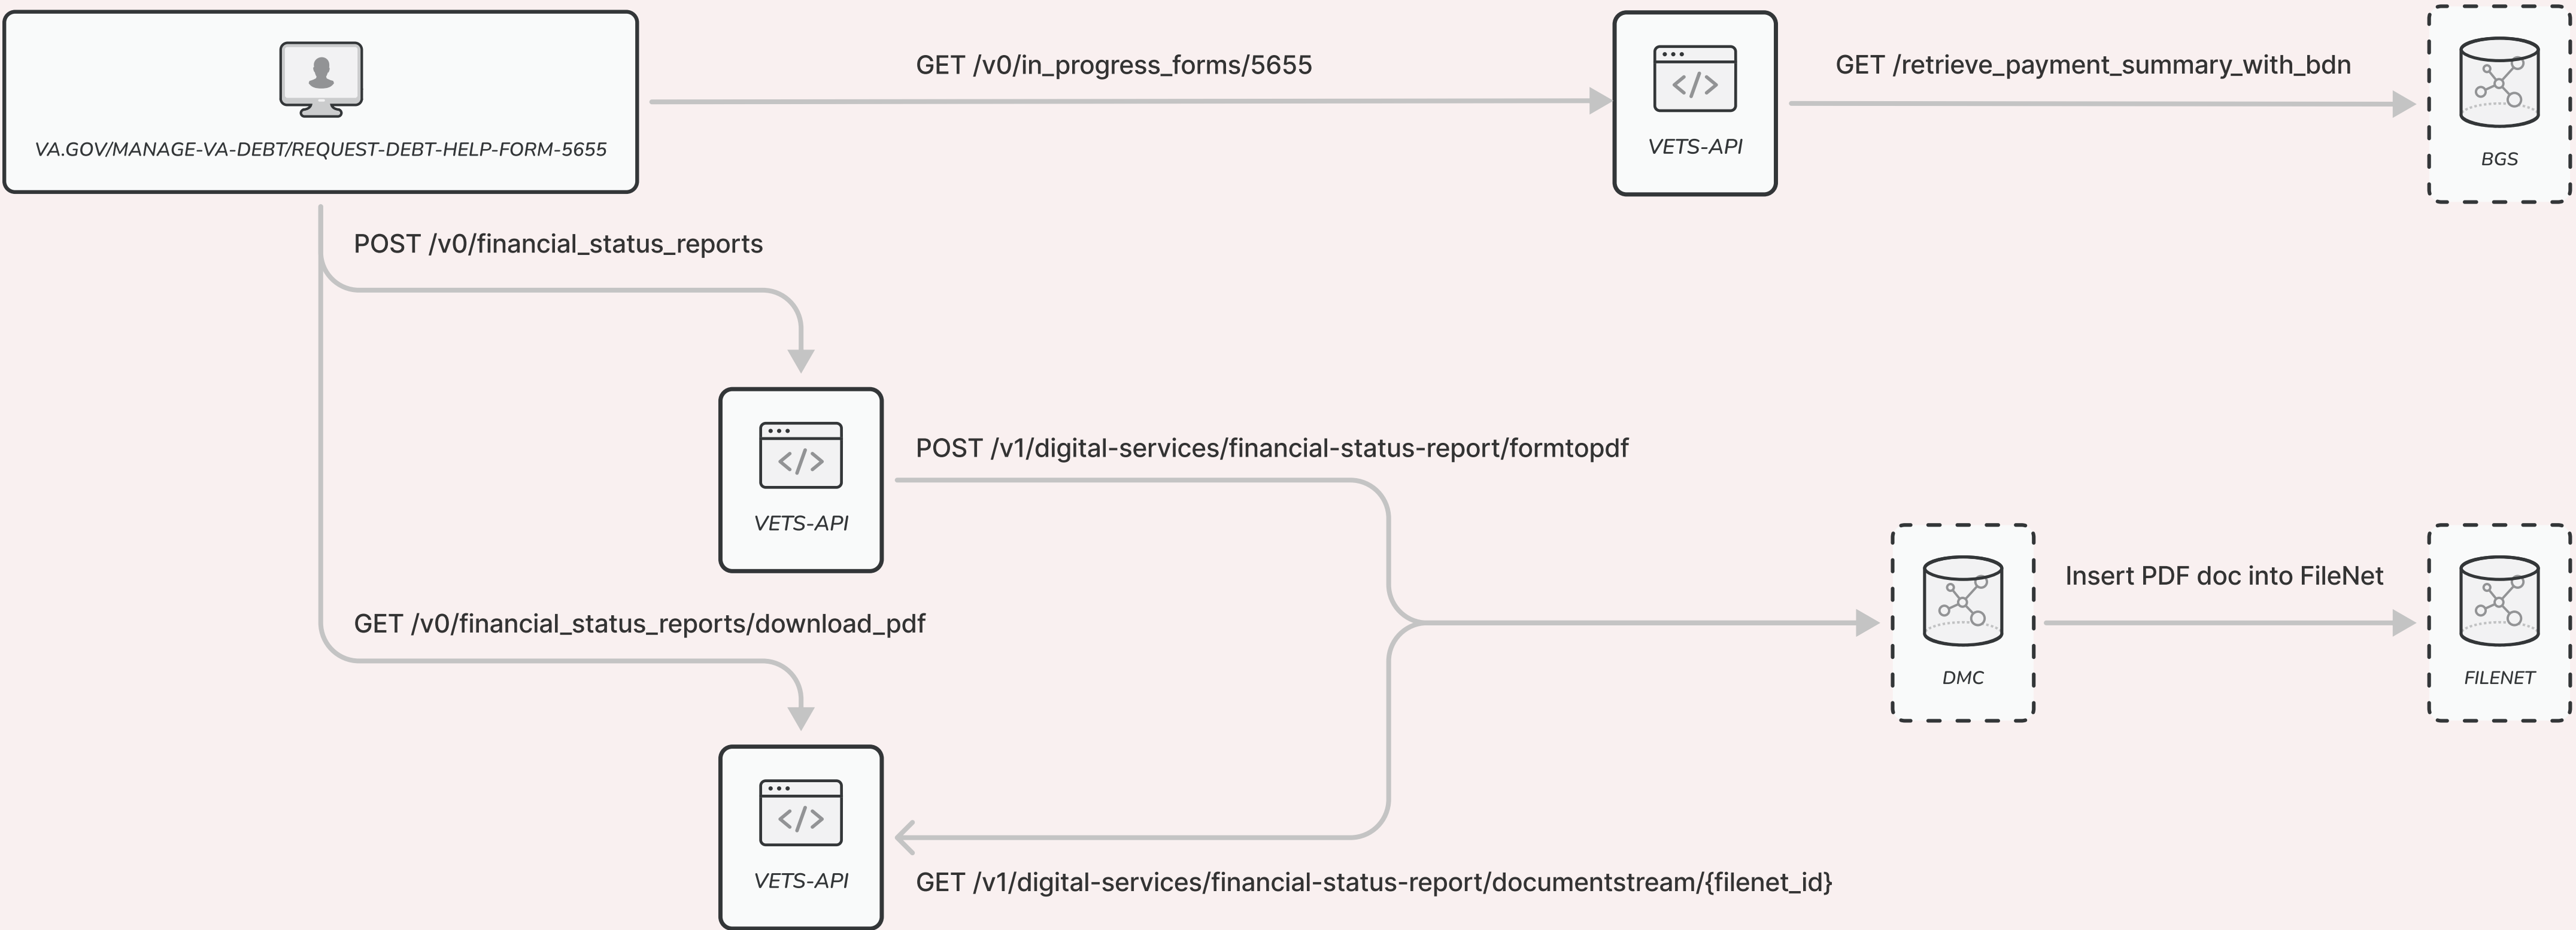 GET /v0/in_progress_forms/5655
GET /retrieve_payment_summary_with_bdn
VA.GOV/MANAGE-VA-DEBT/REQUEST-DEBT-HELP-FORM-5655
VETS-API
BGS
POST /v0/financial_status_reports
POST /v1/digital-services/financial-status-report/formtopdf
VETS-API
Insert PDF doc into FileNet
GET /v0/financial_status_reports/download_pdf
DMC
FILENET
VETS-API
GET /v1/digital-services/financial-status-report/documentstream/{filenet_id}